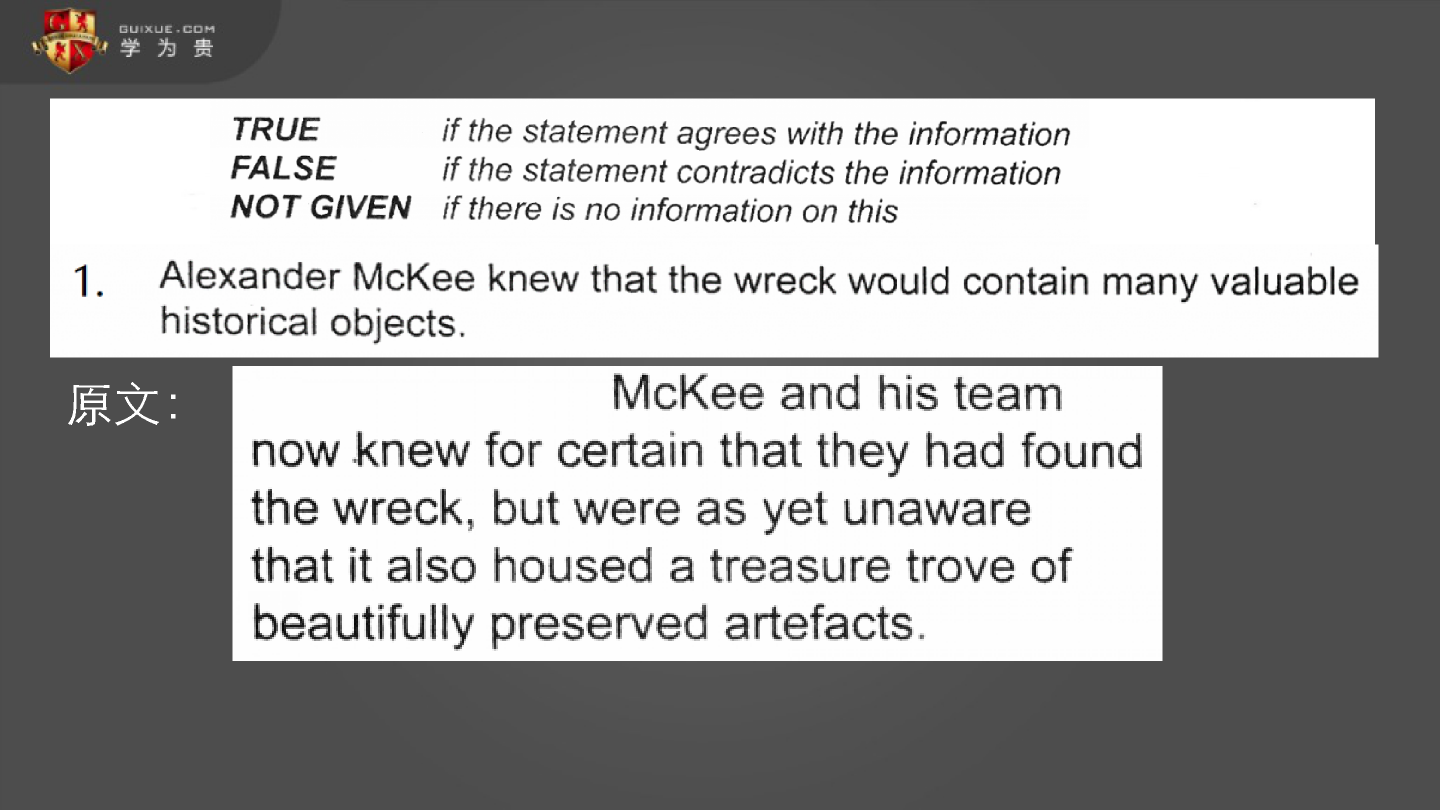 GUIXUE.COM
学为贵
TRUE if the statement agrees with the information
FALSE if the statement contradicts the information
NOT GIVEN if there is no information on this
1. Alexander McKee knew that the wreck would contain many valuable
historical objects.
原文:
McKee and his team
now knew for certain that they had found
the wreck, but were as yet unaware
that it also housed a treasure trove of
beautifully preserved artefacts.